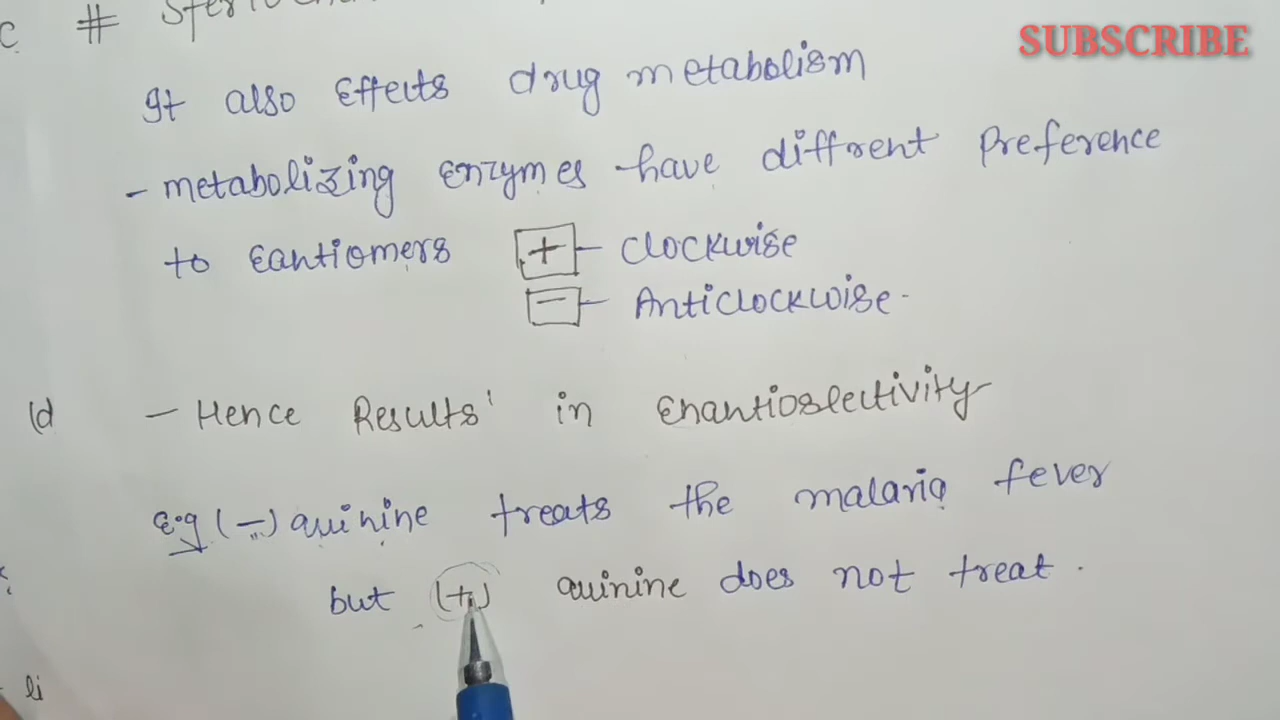 SUBSCRIBE
c #
It also Effects drug metabolism
- metabolizing Enzymes have diffrent Preference
to Eantiomers + - Clockwise
- - Anticlockwise.
(d - Hence Results' in Enantioslectivity
E.g (-) quinine treats the malaria fever
but (+) quinine does not treat.
li